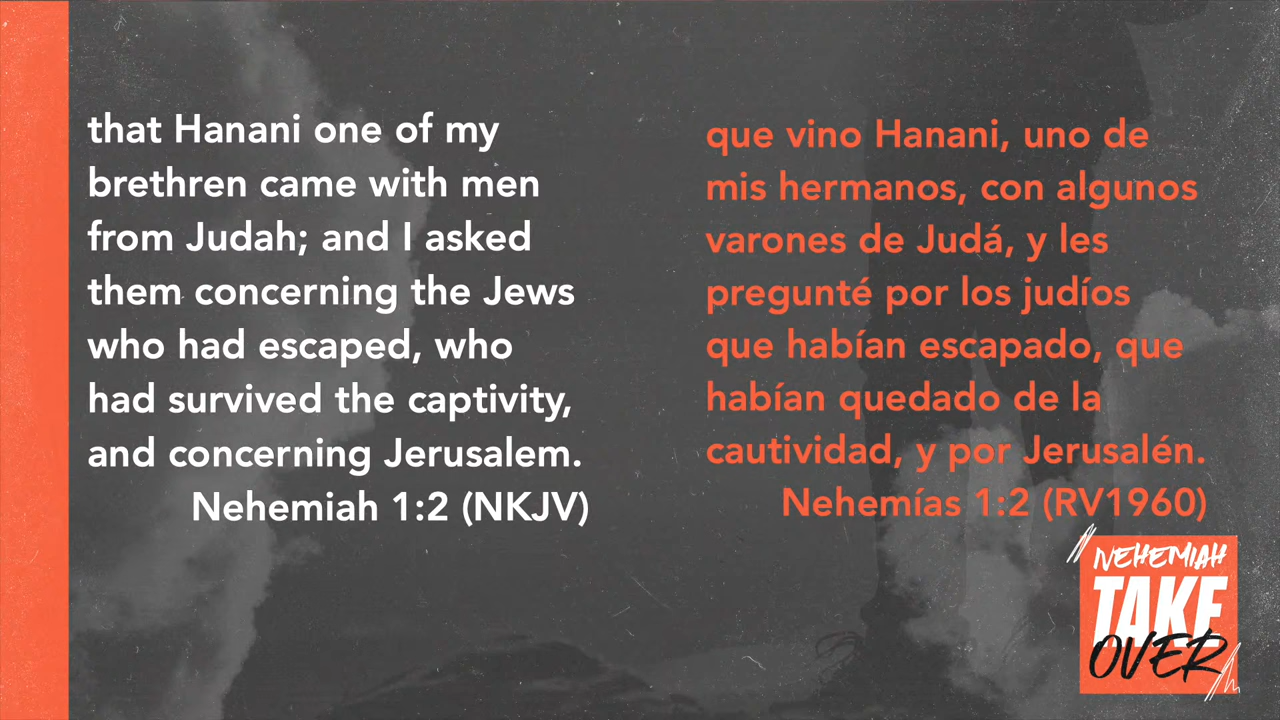 that Hanani one of my
brethren came with men
from Judah; and I asked
them concerning the Jews
who had escaped, who
had survived the captivity,
and concerning Jerusalem.
Nehemiah 1:2 (NKJV)
que vino Hanani, uno de
mis hermanos, con algunos
varones de Judá, y les
pregunté por los judíos
que habían escapado, que
habían quedado de la
cautividad, y por Jerusalén.
Nehemías 1:2 (RV1960)
NEHEMIAH
TAKE
OVER